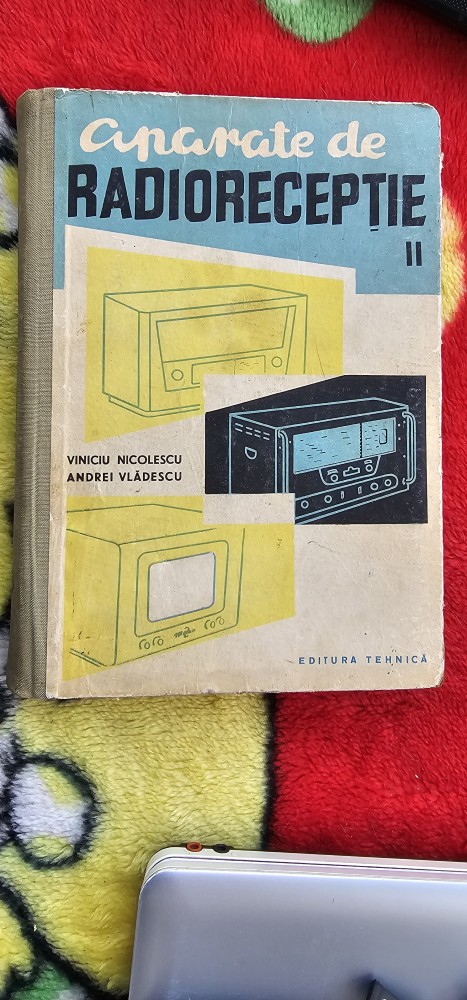 aparate de
RADIORECEPȚIE
II
VINICIU NICOLESCU
ANDREI VLĂDESCU
EDITURA TEHNICĂ